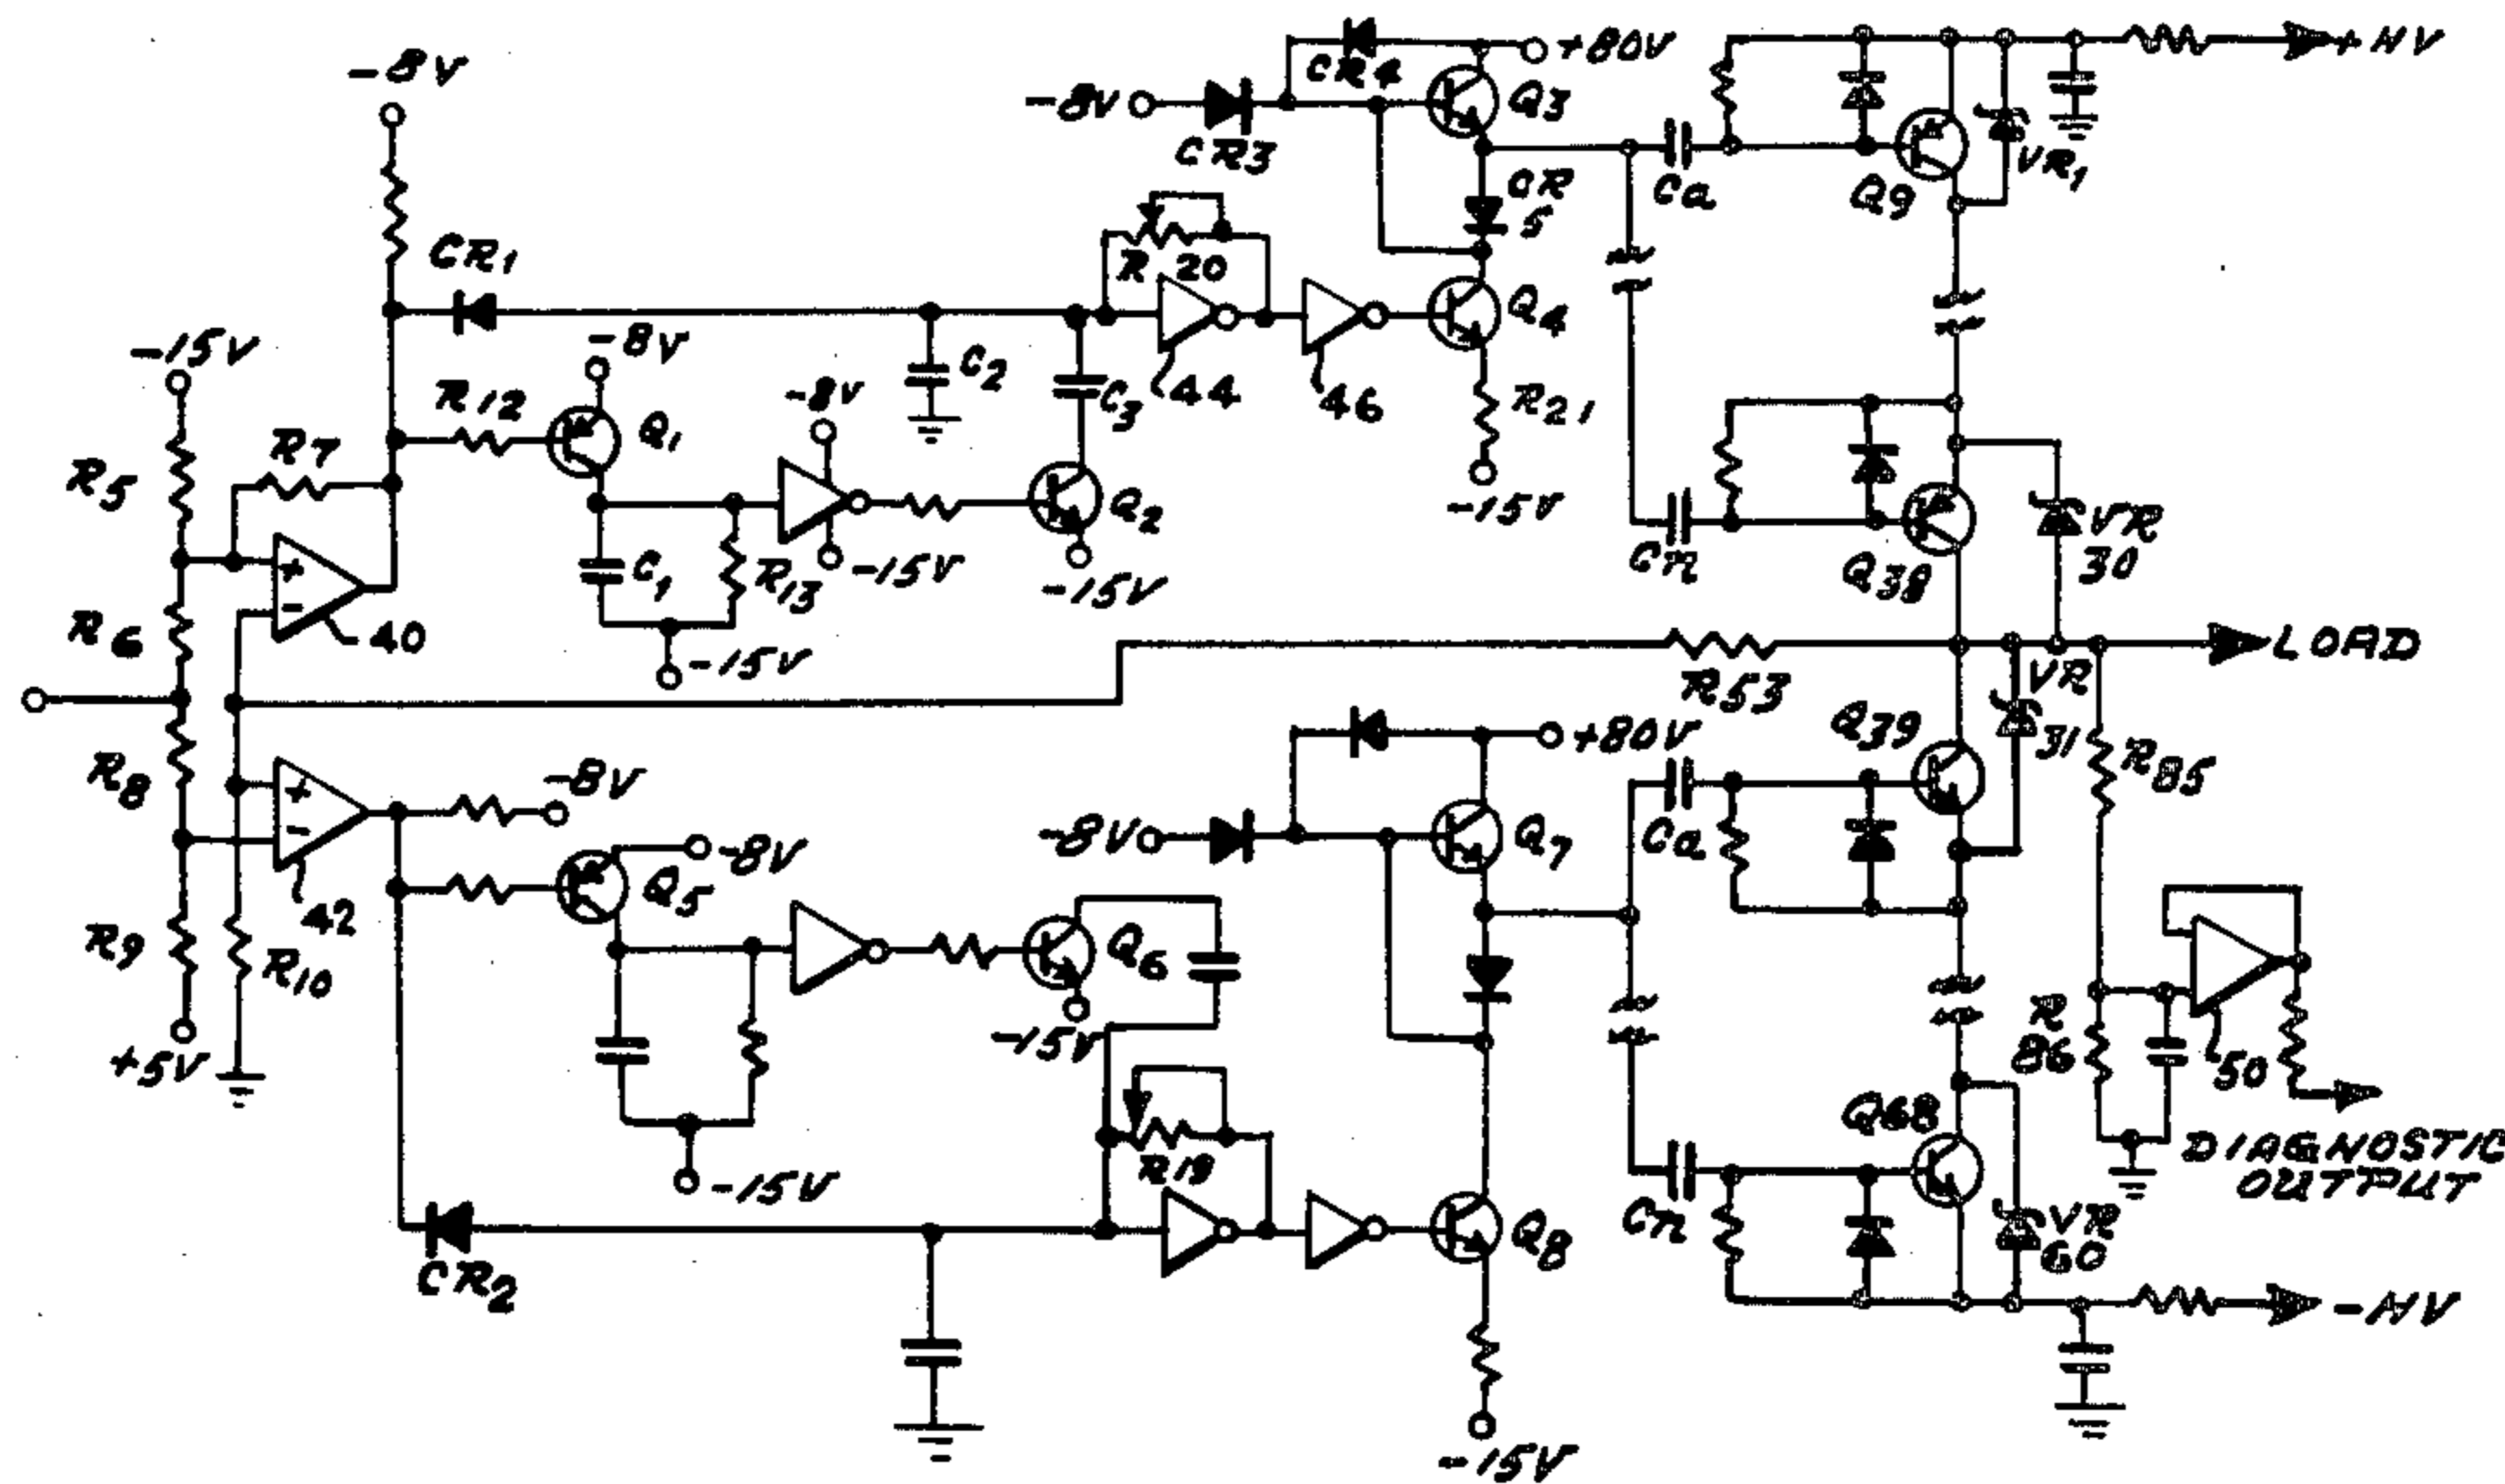 -8V
+80V
CR4
Q3
-8V
CR3
+HV
Ca
Q9
VR1
CR
5
CR1
R
20
Q4
-15V
-8V
R12
Q1
C2
-8V
C3
44
46
R21
-15V
R5
R7
C1
R13
-15V
Q2
-15V
Cn
Q38
VR
30
R6
+
-
40
-15V
R53
LOAD
VR
31
R8
+
-
42
-8V
+80V
Q39
R85
-8V
Q5
-8V
Q7
Ca
R9
R10
+5V
Q6
-15V
R
86
50
R19
Q68
DIAGNOSTIC
OUTPUT
-15V
Cn
VR
60
CR2
Q8
-HV
-15V